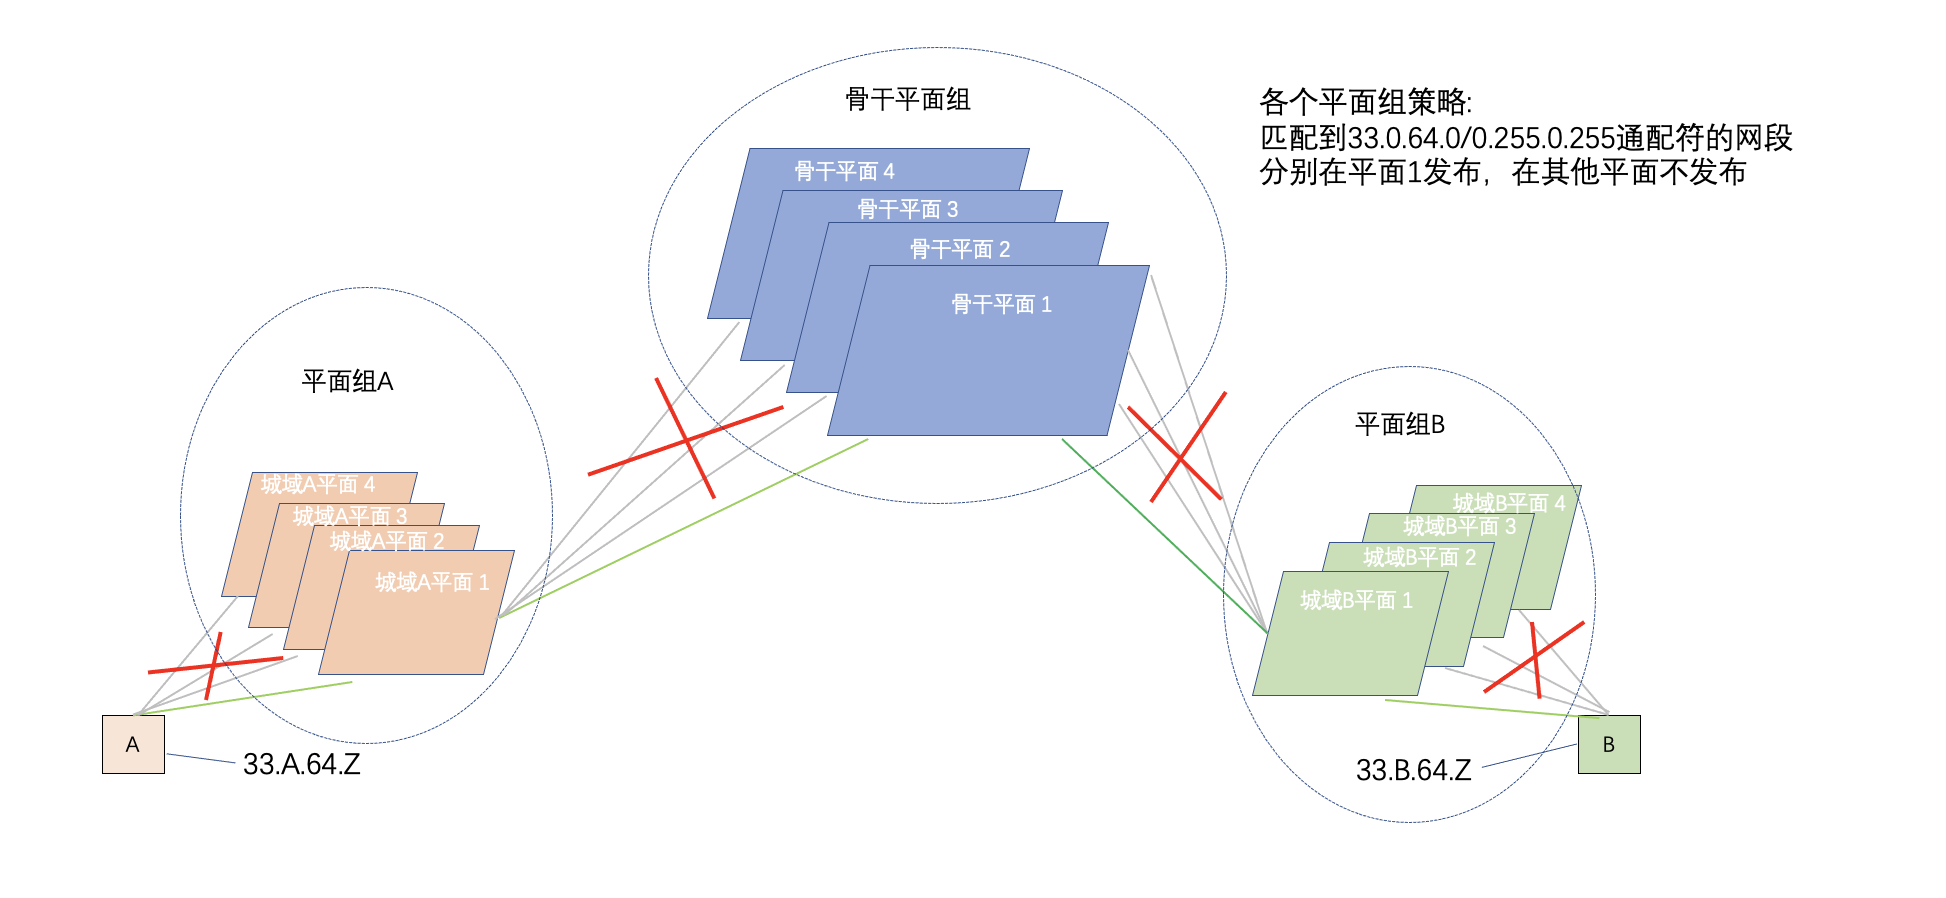 骨干平面组
各个平面组策略:
匹配到33.0.64.0/0.255.0.255通配符的网段
分别在平面1发布，在其他平面不发布
骨干平面 4
骨干平面 3
骨干平面 2
骨干平面 1
平面组A
城域A平面 4
城域A平面 3
城域A平面 2
城域A平面 1
A
33.A.64.Z
平面组B
城域B平面 4
城域B平面 3
城域B平面 2
城域B平面 1
B
33.B.64.Z